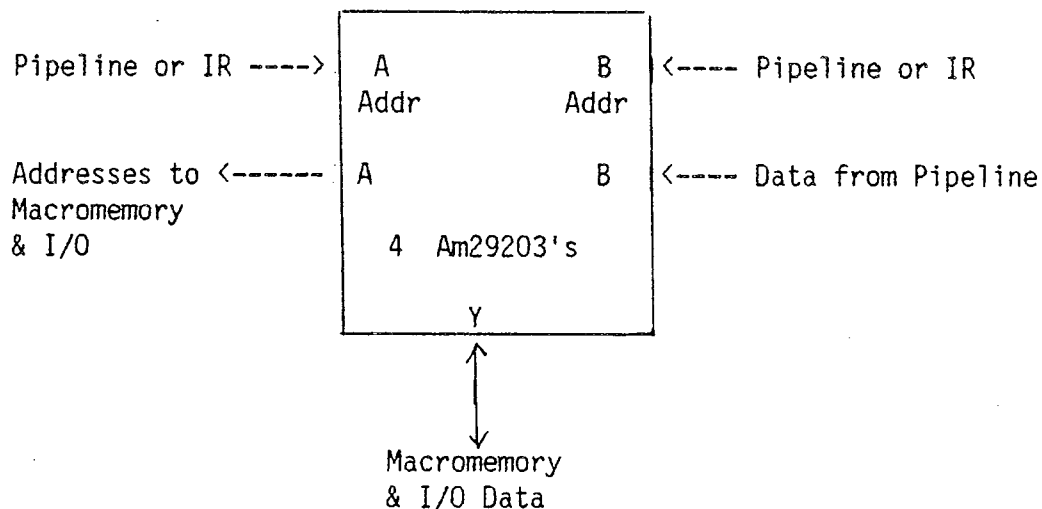 Pipeline or IR ----> A B <---- Pipeline or IR
Addr Addr
Addresses to <------ A B <---- Data from Pipeline
Macromemory
& I/O
4 Am29203's
Y
Macromemory
& I/O Data